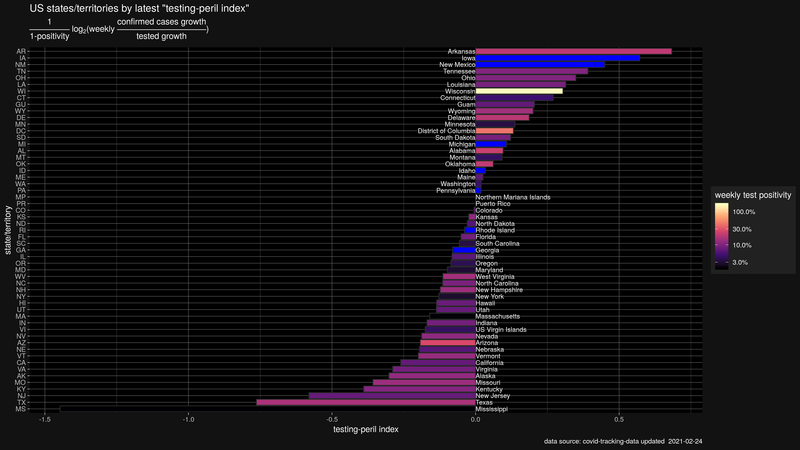 US states/territories by latest "testing-peril index"
1
1-positivity
log2(weekly
confirmed cases growth
tested growth
)
AR
IA
NM
TN
OH
LA
WI
CT
GU
WY
DE
MN
DC
SD
MI
AL
MT
OK
ID
ME
WA
PA
MP
PR
CO
KS
ND
RI
FL
SC
GA
IL
OR
MD
WV
NC
NH
NY
HI
UT
MA
IN
VI
NV
AZ
NE
VT
CA
VA
AK
MO
KY
NJ
TX
MS
Arkansas
Iowa
New Mexico
Tennessee
Ohio
Louisiana
Wisconsin
Connecticut
Guam
Wyoming
Delaware
Minnesota
District of Columbia
South Dakota
Michigan
Alabama
Montana
Oklahoma
Idaho
Maine
Washington
Pennsylvania
Northern Mariana Islands
Puerto Rico
Colorado
Kansas
North Dakota
Rhode Island
Florida
South Carolina
Georgia
Illinois
Oregon
Maryland
West Virginia
North Carolina
New Hampshire
New York
Hawaii
Utah
Massachusetts
Indiana
US Virgin Islands
Nevada
Arizona
Nebraska
Vermont
California
Virginia
Alaska
Missouri
Kentucky
New Jersey
Texas
Mississippi
state/territory
-1.5
-1.0
-0.5
0.0
0.5
testing-peril index
weekly test positivity
100.0%
30.0%
10.0%
3.0%
data source: covid-tracking-data updated 2021-02-24